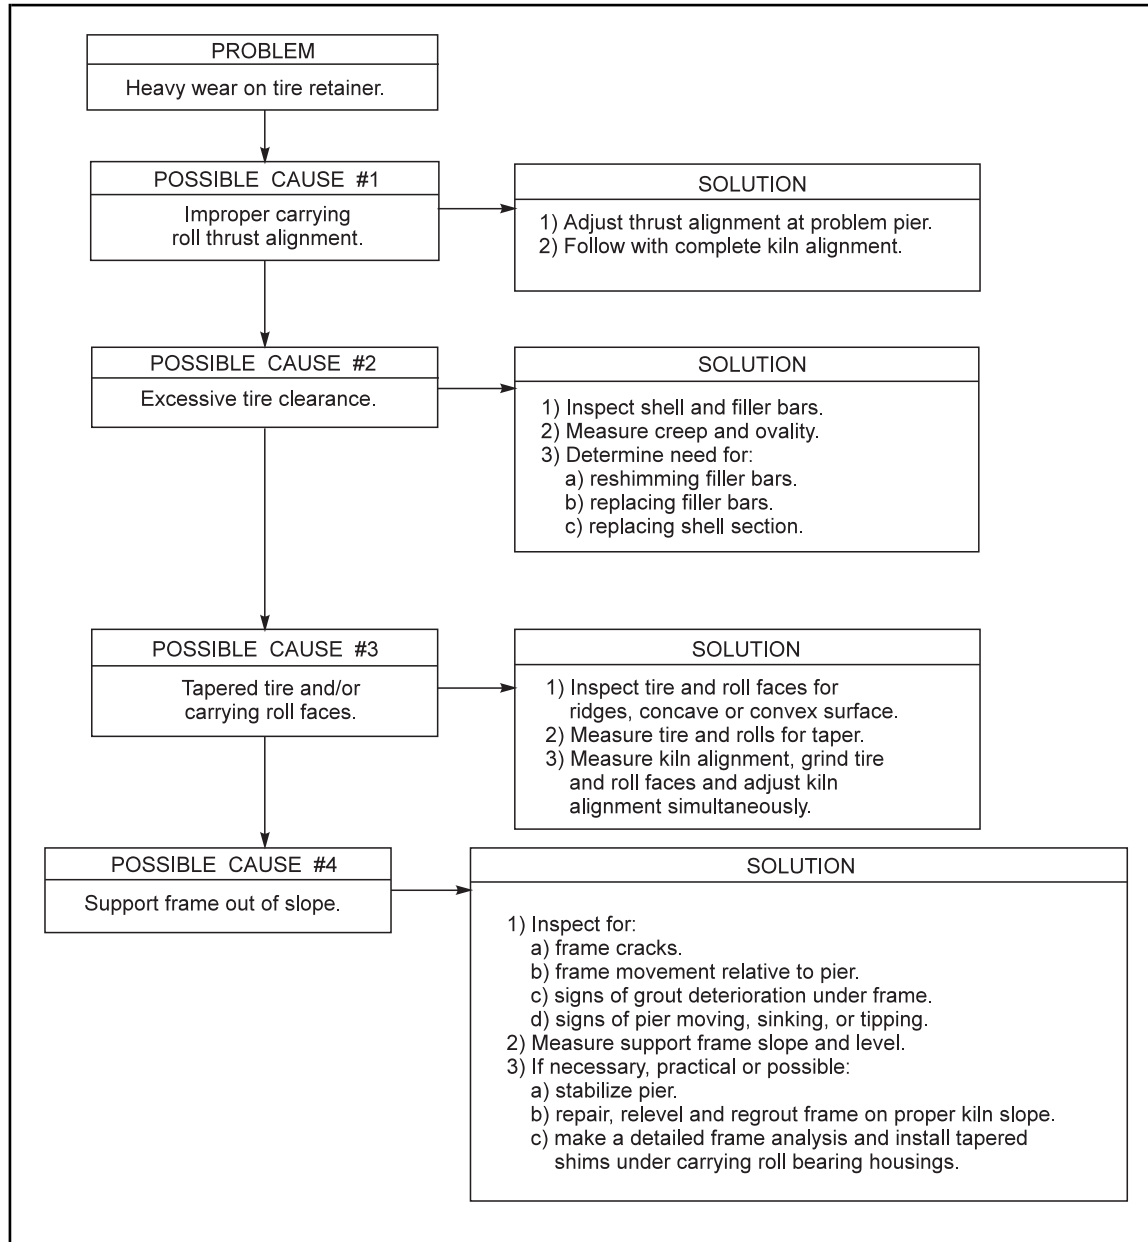 PROBLEM
Heavy wear on tire retainer.
POSSIBLE CAUSE #1
Improper carrying
roll thrust alignment.
SOLUTION
1) Adjust thrust alignment at problem pier.
2) Follow with complete kiln alignment.
POSSIBLE CAUSE #2
Excessive tire clearance.
SOLUTION
1) Inspect shell and filler bars.
2) Measure creep and ovality.
3) Determine need for:
a) reshimming filler bars.
b) replacing filler bars.
c) replacing shell section.
POSSIBLE CAUSE #3
Tapered tire and/or
carrying roll faces.
SOLUTION
1) Inspect tire and roll faces for
ridges, concave or convex surface.
2) Measure tire and rolls for taper.
3) Measure kiln alignment, grind tire
and roll faces and adjust kiln
alignment simultaneously.
POSSIBLE CAUSE #4
Support frame out of slope.
SOLUTION
1) Inspect for:
a) frame cracks.
b) frame movement relative to pier.
c) signs of grout deterioration under frame.
d) signs of pier moving, sinking, or tipping.
2) Measure support frame slope and level.
3) If necessary, practical or possible:
a) stabilize pier.
b) repair, relevel and regrout frame on proper kiln slope.
c) make a detailed frame analysis and install tapered
shims under carrying roll bearing housings.